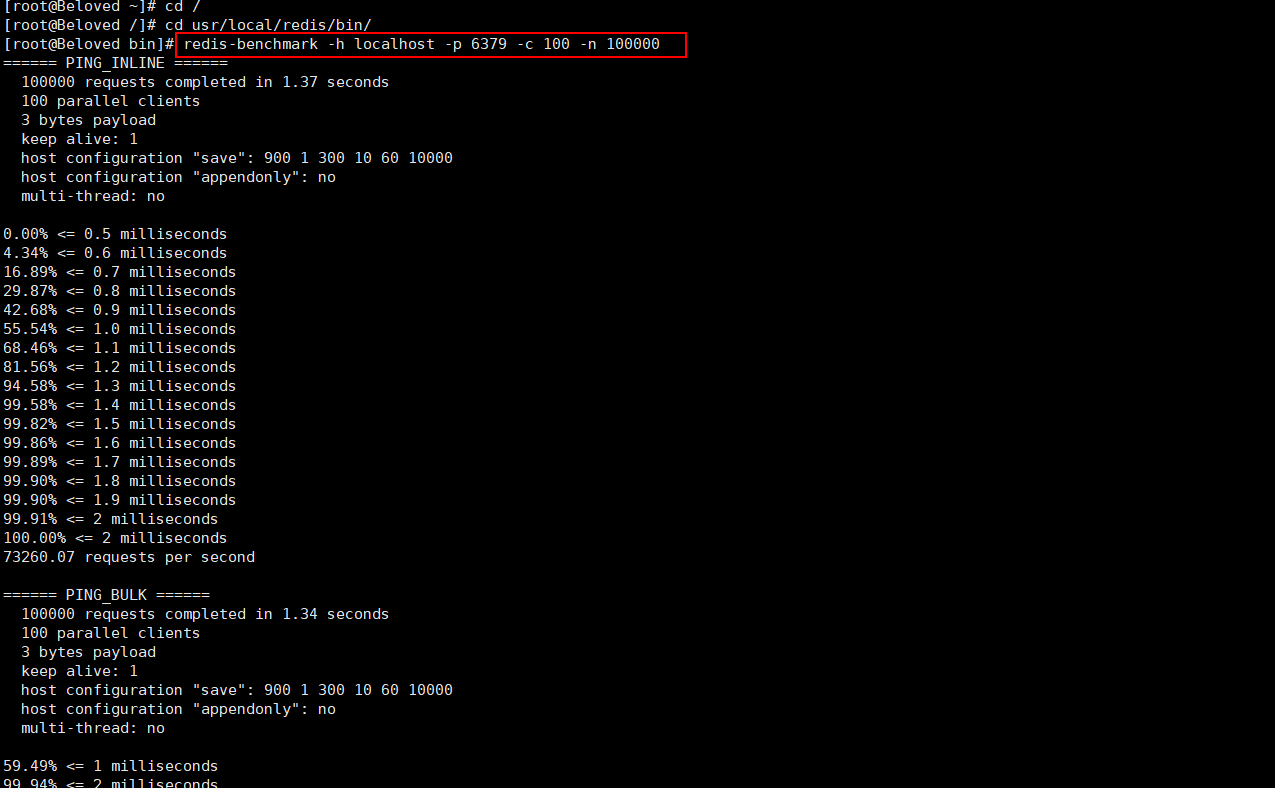 [root@Beloved ~]# cd /
[root@Beloved /]# cd usr/local/redis/bin/
[root@Beloved bin]# redis-benchmark -h localhost -p 6379 -c 100 -n 100000
====== PING_INLINE ======
  100000 requests completed in 1.37 seconds
  100 parallel clients
  3 bytes payload
  keep alive: 1
  host configuration "save": 900 1 300 10 60 10000
  host configuration "appendonly": no
  multi-thread: no

0.00% <= 0.5 milliseconds
4.34% <= 0.6 milliseconds
16.89% <= 0.7 milliseconds
29.87% <= 0.8 milliseconds
42.68% <= 0.9 milliseconds
55.54% <= 1.0 milliseconds
68.46% <= 1.1 milliseconds
81.56% <= 1.2 milliseconds
94.58% <= 1.3 milliseconds
99.58% <= 1.4 milliseconds
99.82% <= 1.5 milliseconds
99.86% <= 1.6 milliseconds
99.89% <= 1.7 milliseconds
99.90% <= 1.8 milliseconds
99.90% <= 1.9 milliseconds
99.91% <= 2 milliseconds
100.00% <= 2 milliseconds
73260.07 requests per second

====== PING_BULK ======
  100000 requests completed in 1.34 seconds
  100 parallel clients
  3 bytes payload
  keep alive: 1
  host configuration "save": 900 1 300 10 60 10000
  host configuration "appendonly": no
  multi-thread: no

59.49% <= 1 milliseconds
99.94% <= 2 milliseconds